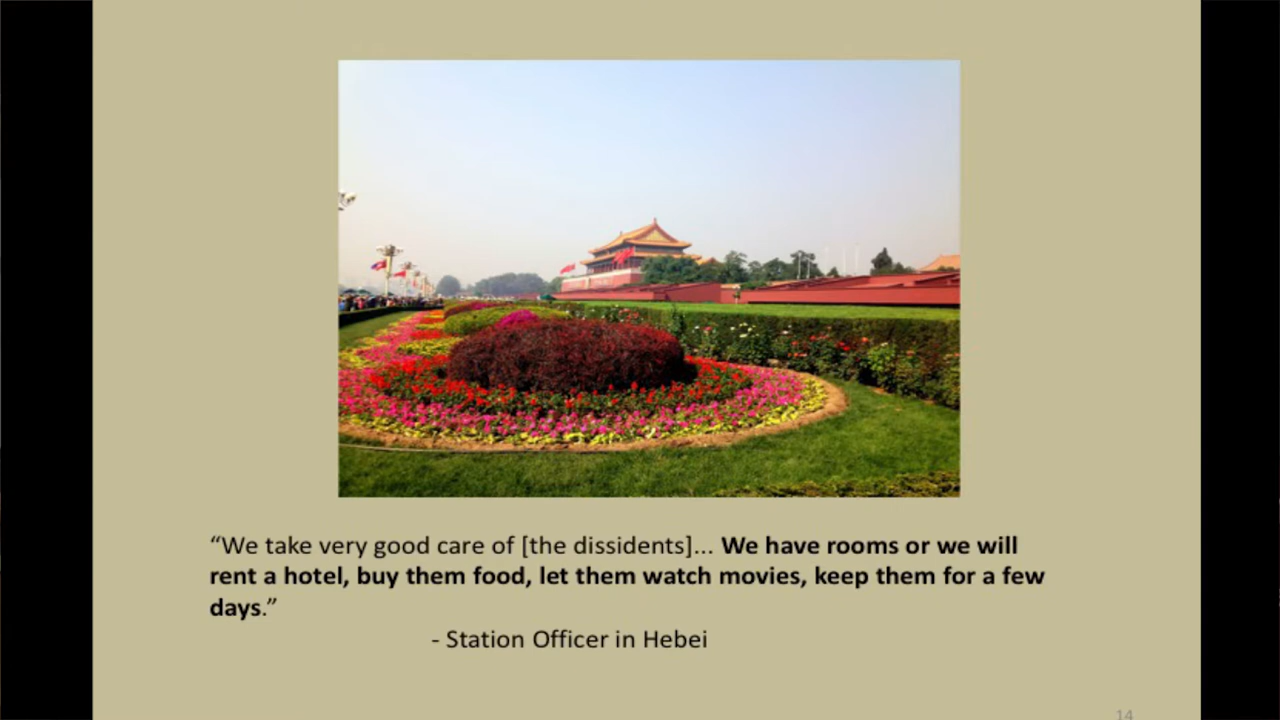 “We take very good care of [the dissidents]... We have rooms or we will
rent a hotel, buy them food, let them watch movies, keep them for a few
days.”
- Station Officer in Hebei
14